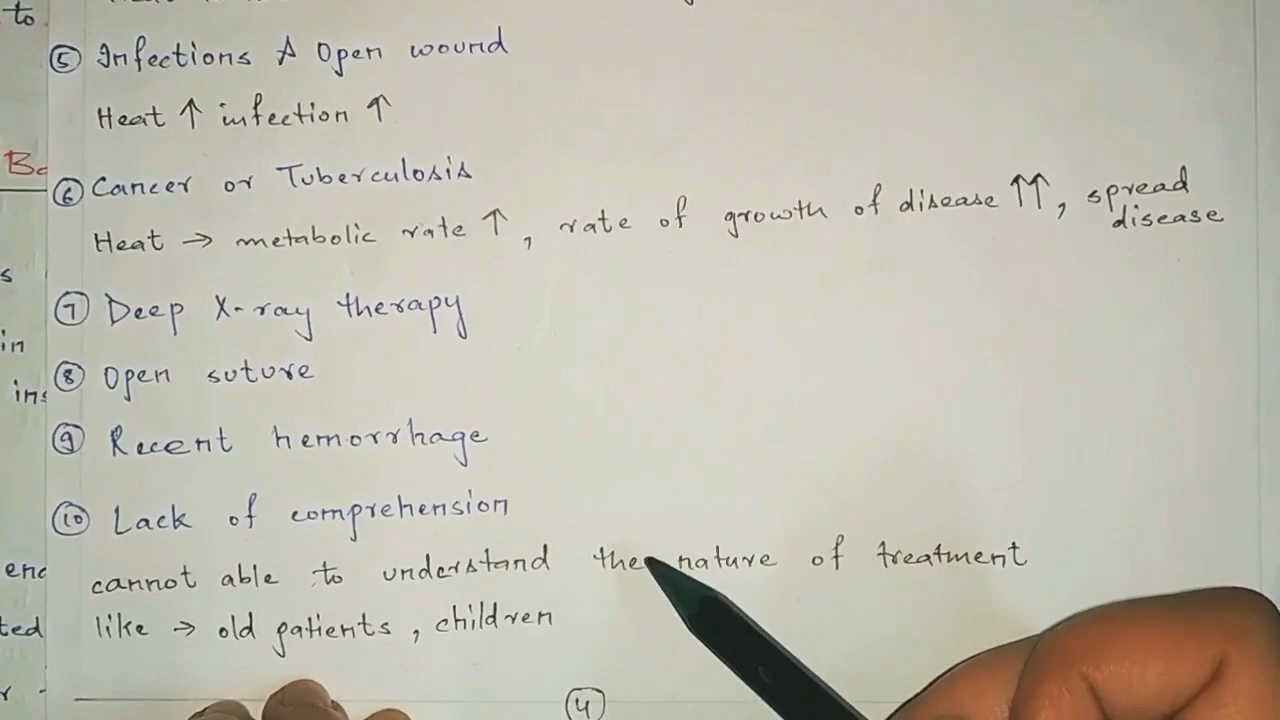 to
⑤ Infections & Open wound
Heat ↑ infection ↑
⑥ Cancer or Tuberculosis
Heat → metabolic rate ↑, rate of growth of disease ↑↑, spread
disease
⑦ Deep X-ray therapy
s
in
⑧ Open suture
⑨ Recent hemorrhage
⑩ Lack of comprehension
cannot able to understand the nature of treatment
like → old patients, children
④